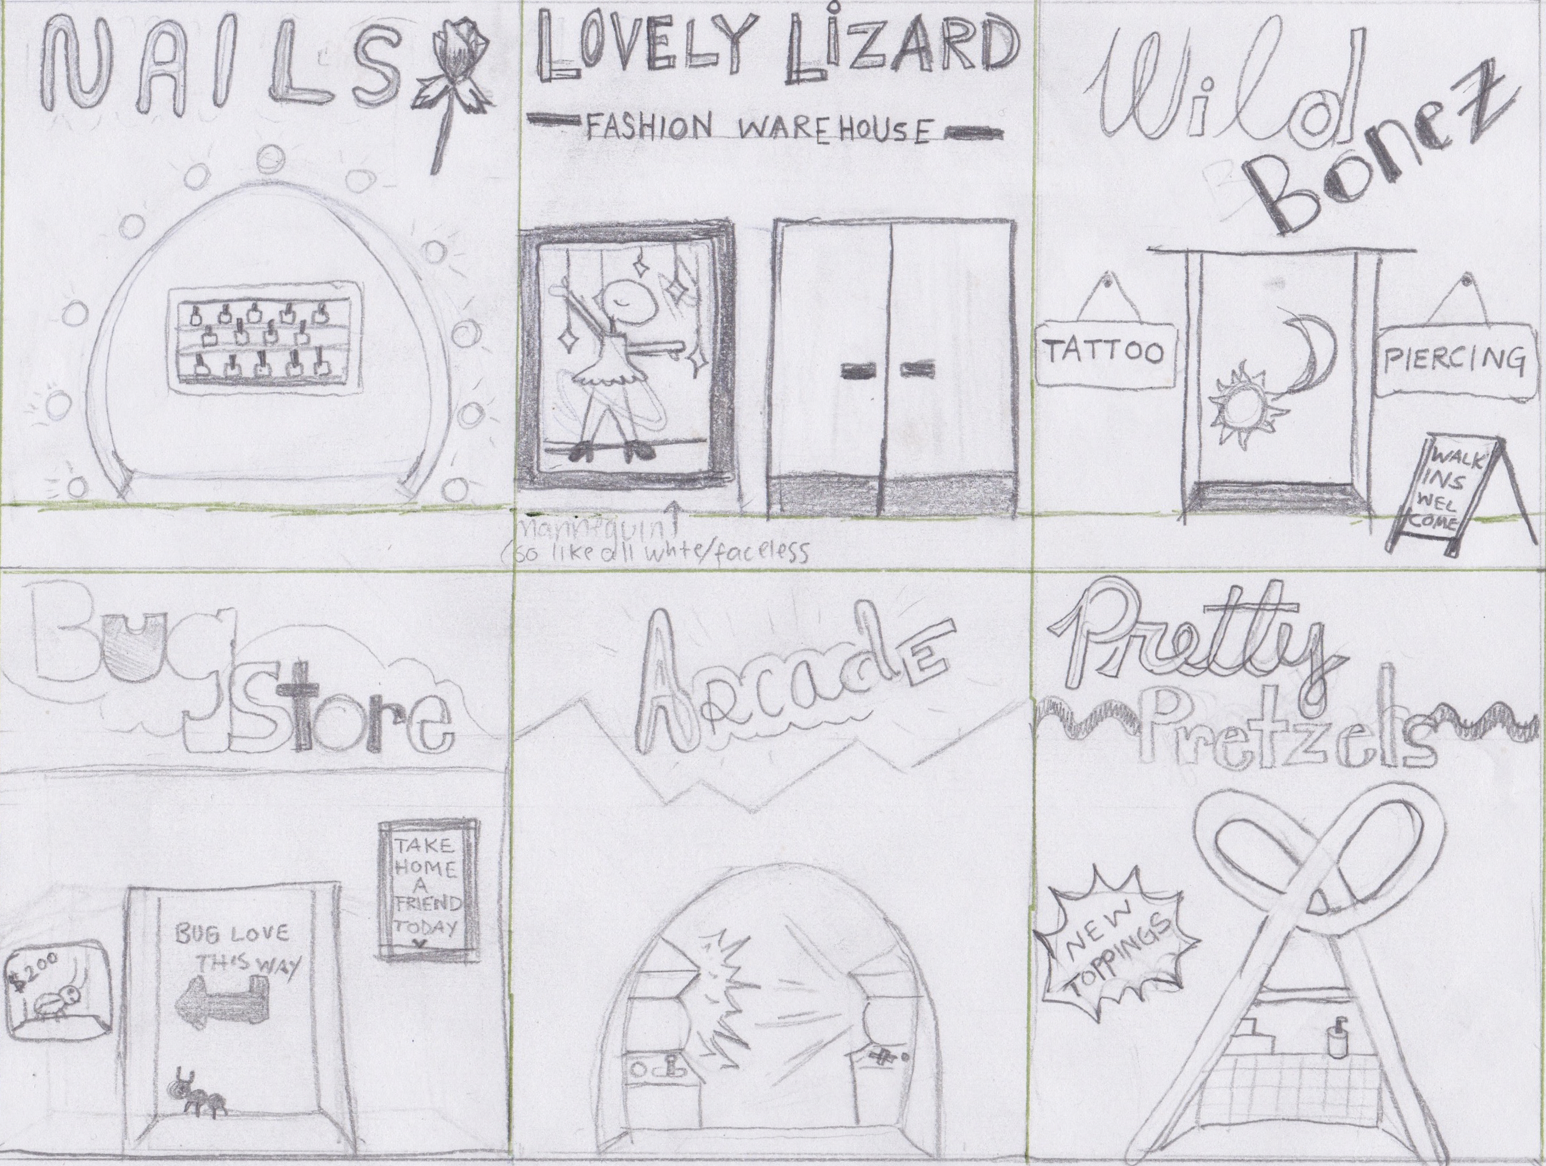 NAILS
LOVELY LiZARD
FASHION WAREHOUSE
mannequin
(so like all whte/faceless
Wild
BoneZ
TATTOO
PIERCING
WALK
INS
WEL
COME
Bug
Store
TAKE
HOME
A
FRIEND
TODAY
BUG LOVE
THIS WAY
$200
ArcadE
Pretty
Pretzels
NEW
TOPPINGS